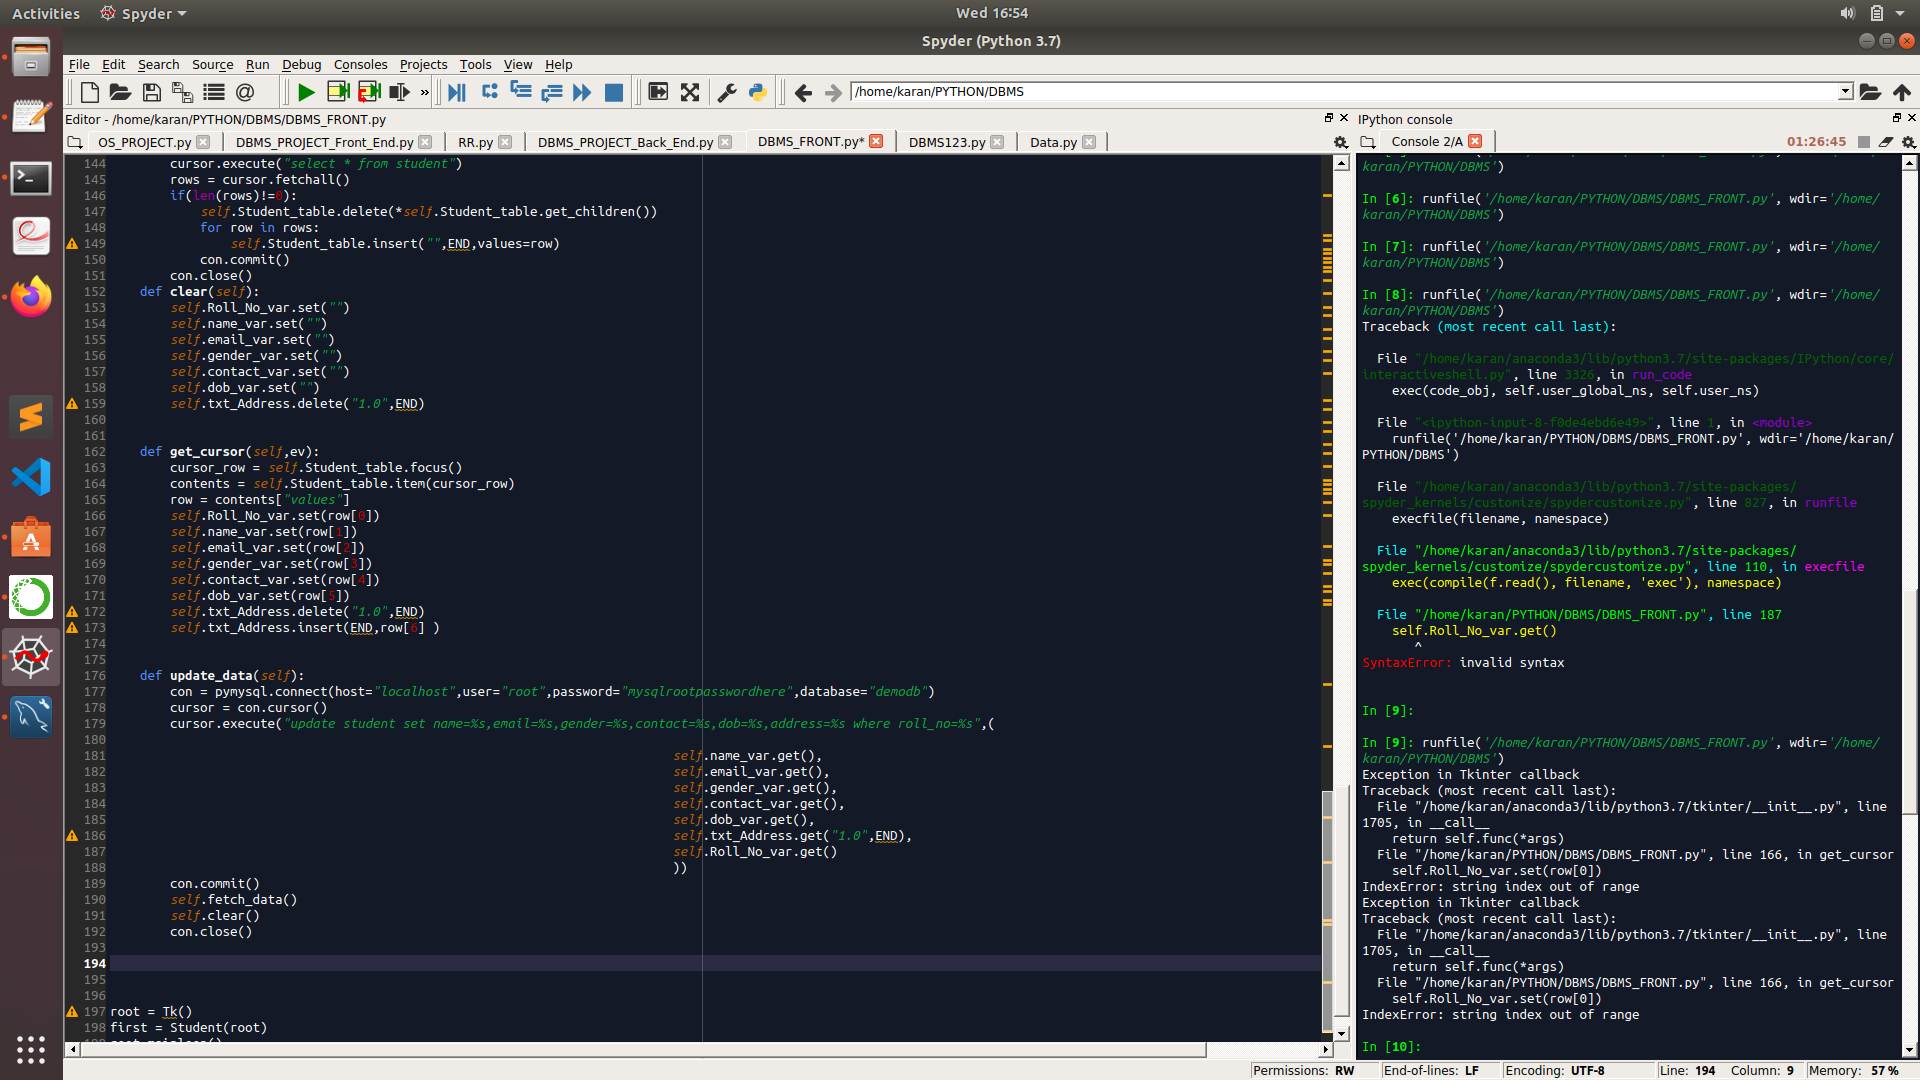 Activities
Spyder
Wed 16:54
Spyder (Python 3.7)
File Edit Search Source Run Debug Consoles Projects Tools View Help
/home/karan/PYTHON/DBMS
Editor - /home/karan/PYTHON/DBMS/DBMS_FRONT.py
OS_PROJECT.py DBMS_PROJECT_Front_End.py RR.py DBMS_PROJECT_Back_End.py DBMS_FRONT.py* DBMS123.py Data.py
144 cursor.execute("select * from student")
145 rows = cursor.fetchall()
146 if(len(rows)!=0):
147 self.Student_table.delete(*self.Student_table.get_children())
148 for row in rows:
149 self.Student_table.insert("",END,values=row)
150 con.commit()
151 con.close()
152 def clear(self):
153 self.Roll_No_var.set("")
154 self.name_var.set("")
155 self.email_var.set("")
156 self.gender_var.set("")
157 self.contact_var.set("")
158 self.dob_var.set("")
159 self.txt_Address.delete("1.0",END)
160
161
162 def get_cursor(self,ev):
163 cursor_row = self.Student_table.focus()
164 contents = self.Student_table.item(cursor_row)
165 row = contents["values"]
166 self.Roll_No_var.set(row[0])
167 self.name_var.set(row[1])
168 self.email_var.set(row[2])
169 self.gender_var.set(row[3])
170 self.contact_var.set(row[4])
171 self.dob_var.set(row[5])
172 self.txt_Address.delete("1.0",END)
173 self.txt_Address.insert(END,row[6] )
174
175
176 def update_data(self):
177 con = pymysql.connect(host="localhost",user="root",password="mysqlrootpasswordhere",database="demodb")
178 cursor = con.cursor()
179 cursor.execute("update student set name=%s,email=%s,gender=%s,contact=%s,dob=%s,address=%s where roll_no=%s",(
180
181 self.name_var.get(),
182 self.email_var.get(),
183 self.gender_var.get(),
184 self.contact_var.get(),
185 self.dob_var.get(),
186 self.txt_Address.get("1.0",END),
187 self.Roll_No_var.get()
188 ))
189 con.commit()
190 self.fetch_data()
191 self.clear()
192 con.close()
193
194
195
196
197 root = Tk()
198 first = Student(root)
IPython console
Console 2/A
01:26:45
karan/PYTHON/DBMS')
In [6]: runfile('/home/karan/PYTHON/DBMS/DBMS_FRONT.py', wdir='/home/
karan/PYTHON/DBMS')
In [7]: runfile('/home/karan/PYTHON/DBMS/DBMS_FRONT.py', wdir='/home/
karan/PYTHON/DBMS')
In [8]: runfile('/home/karan/PYTHON/DBMS/DBMS_FRONT.py', wdir='/home/
karan/PYTHON/DBMS')
Traceback (most recent call last):
File "/home/karan/anaconda3/lib/python3.7/site-packages/IPython/core/
interactiveshell.py", line 3326, in run_code
exec(code_obj, self.user_global_ns, self.user_ns)
File "<ipython-input-8-f0de4ebd6e49>", line 1, in <module>
runfile('/home/karan/PYTHON/DBMS/DBMS_FRONT.py', wdir='/home/karan/
PYTHON/DBMS')
File "/home/karan/anaconda3/lib/python3.7/site-packages/
spyder_kernels/customize/spydercustomize.py", line 827, in runfile
execfile(filename, namespace)
File "/home/karan/anaconda3/lib/python3.7/site-packages/
spyder_kernels/customize/spydercustomize.py", line 110, in execfile
exec(compile(f.read(), filename, 'exec'), namespace)
File "/home/karan/PYTHON/DBMS/DBMS_FRONT.py", line 187
self.Roll_No_var.get()
^
SyntaxError: invalid syntax
In [9]:
In [9]: runfile('/home/karan/PYTHON/DBMS/DBMS_FRONT.py', wdir='/home/
karan/PYTHON/DBMS')
Exception in Tkinter callback
Traceback (most recent call last):
File "/home/karan/anaconda3/lib/python3.7/tkinter/__init__.py", line
1705, in __call__
return self.func(*args)
File "/home/karan/PYTHON/DBMS/DBMS_FRONT.py", line 166, in get_cursor
self.Roll_No_var.set(row[0])
IndexError: string index out of range
Exception in Tkinter callback
Traceback (most recent call last):
File "/home/karan/anaconda3/lib/python3.7/tkinter/__init__.py", line
1705, in __call__
return self.func(*args)
File "/home/karan/PYTHON/DBMS/DBMS_FRONT.py", line 166, in get_cursor
self.Roll_No_var.set(row[0])
IndexError: string index out of range
In [10]:
Permissions: RW End-of-lines: LF Encoding: UTF-8 Line: 194 Column: 9 Memory: 57 %